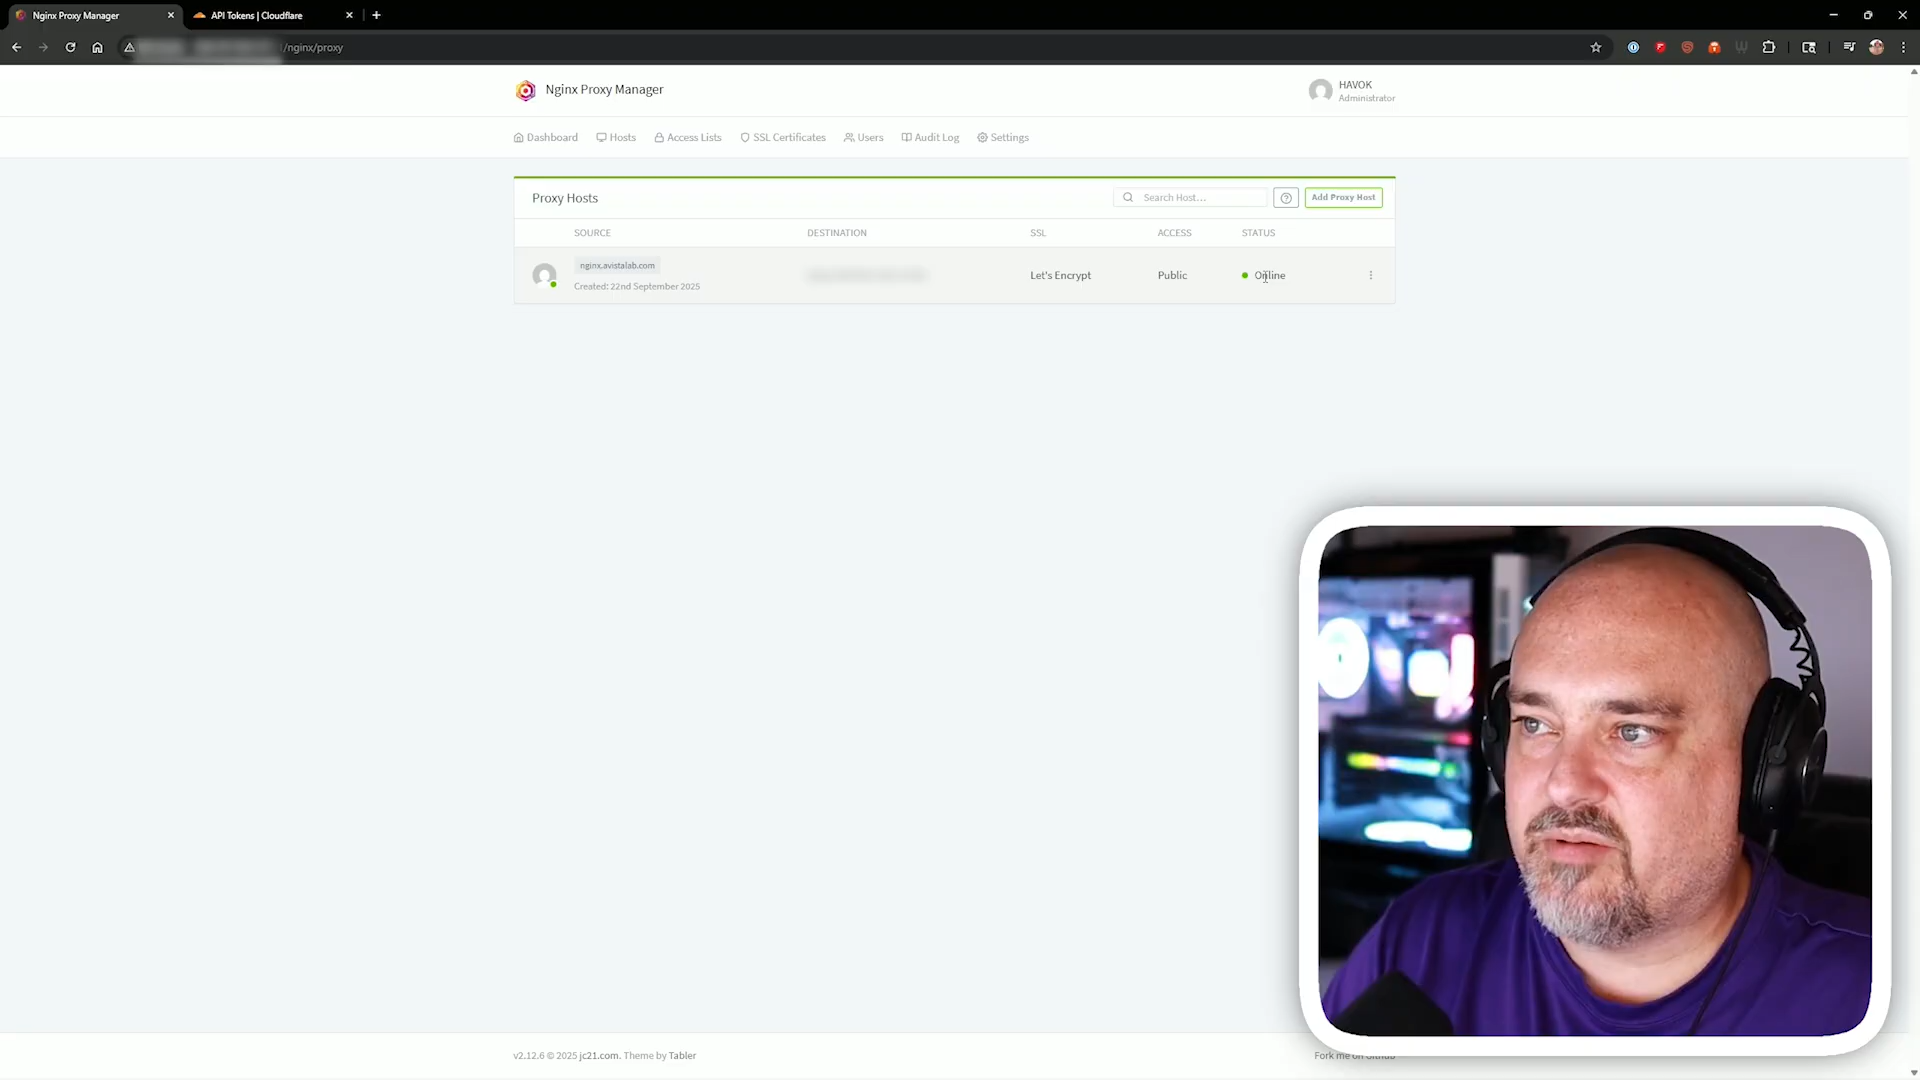 Nginx Proxy Manager
API Tokens | Cloudflare
/nginx/proxy
Nginx Proxy Manager
HAVOK
Administrator
Dashboard
Hosts
Access Lists
SSL Certificates
Users
Audit Log
Settings
Proxy Hosts
Search Host...
Add Proxy Host
SOURCE
DESTINATION
SSL
ACCESS
STATUS
nginx.avistalab.com
Created: 22nd September 2025
Let's Encrypt
Public
Online
v2.12.6 © 2025 jc21.com. Theme by Tabler
Fork me on Github